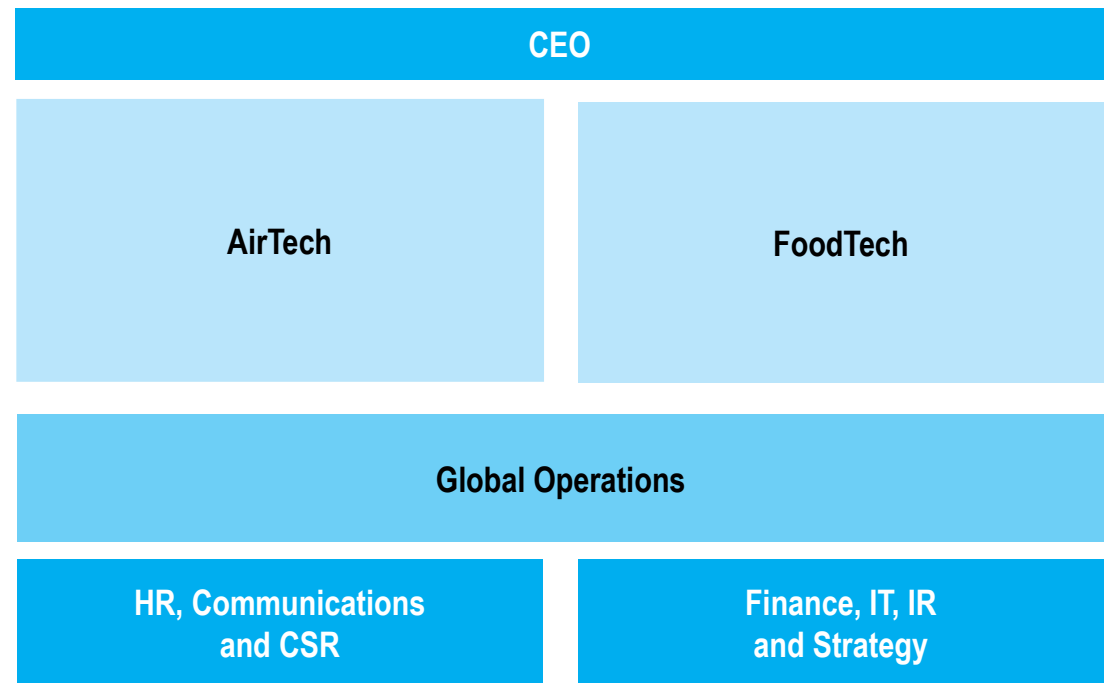 CEO
AirTech
FoodTech
Global Operations
HR, Communications
and CSR
Finance, IT, IR
and Strategy